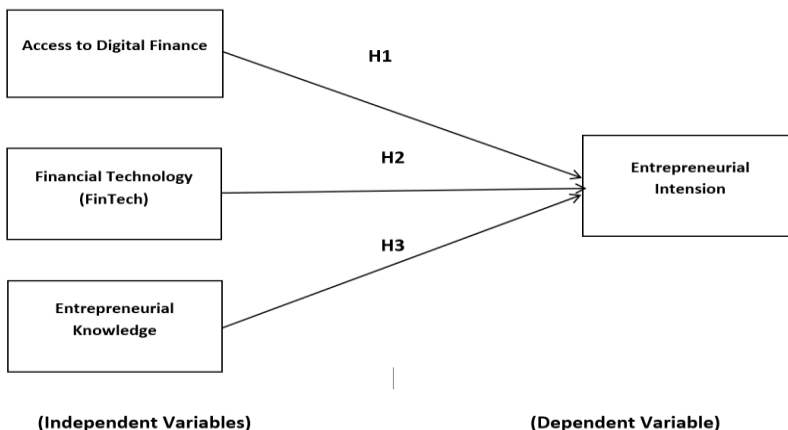 Access to Digital Finance
H1
Financial Technology
(FinTech)
H2
Entrepreneurial
Intension
Entrepreneurial
Knowledge
H3
(Independent Variables)
(Dependent Variable)